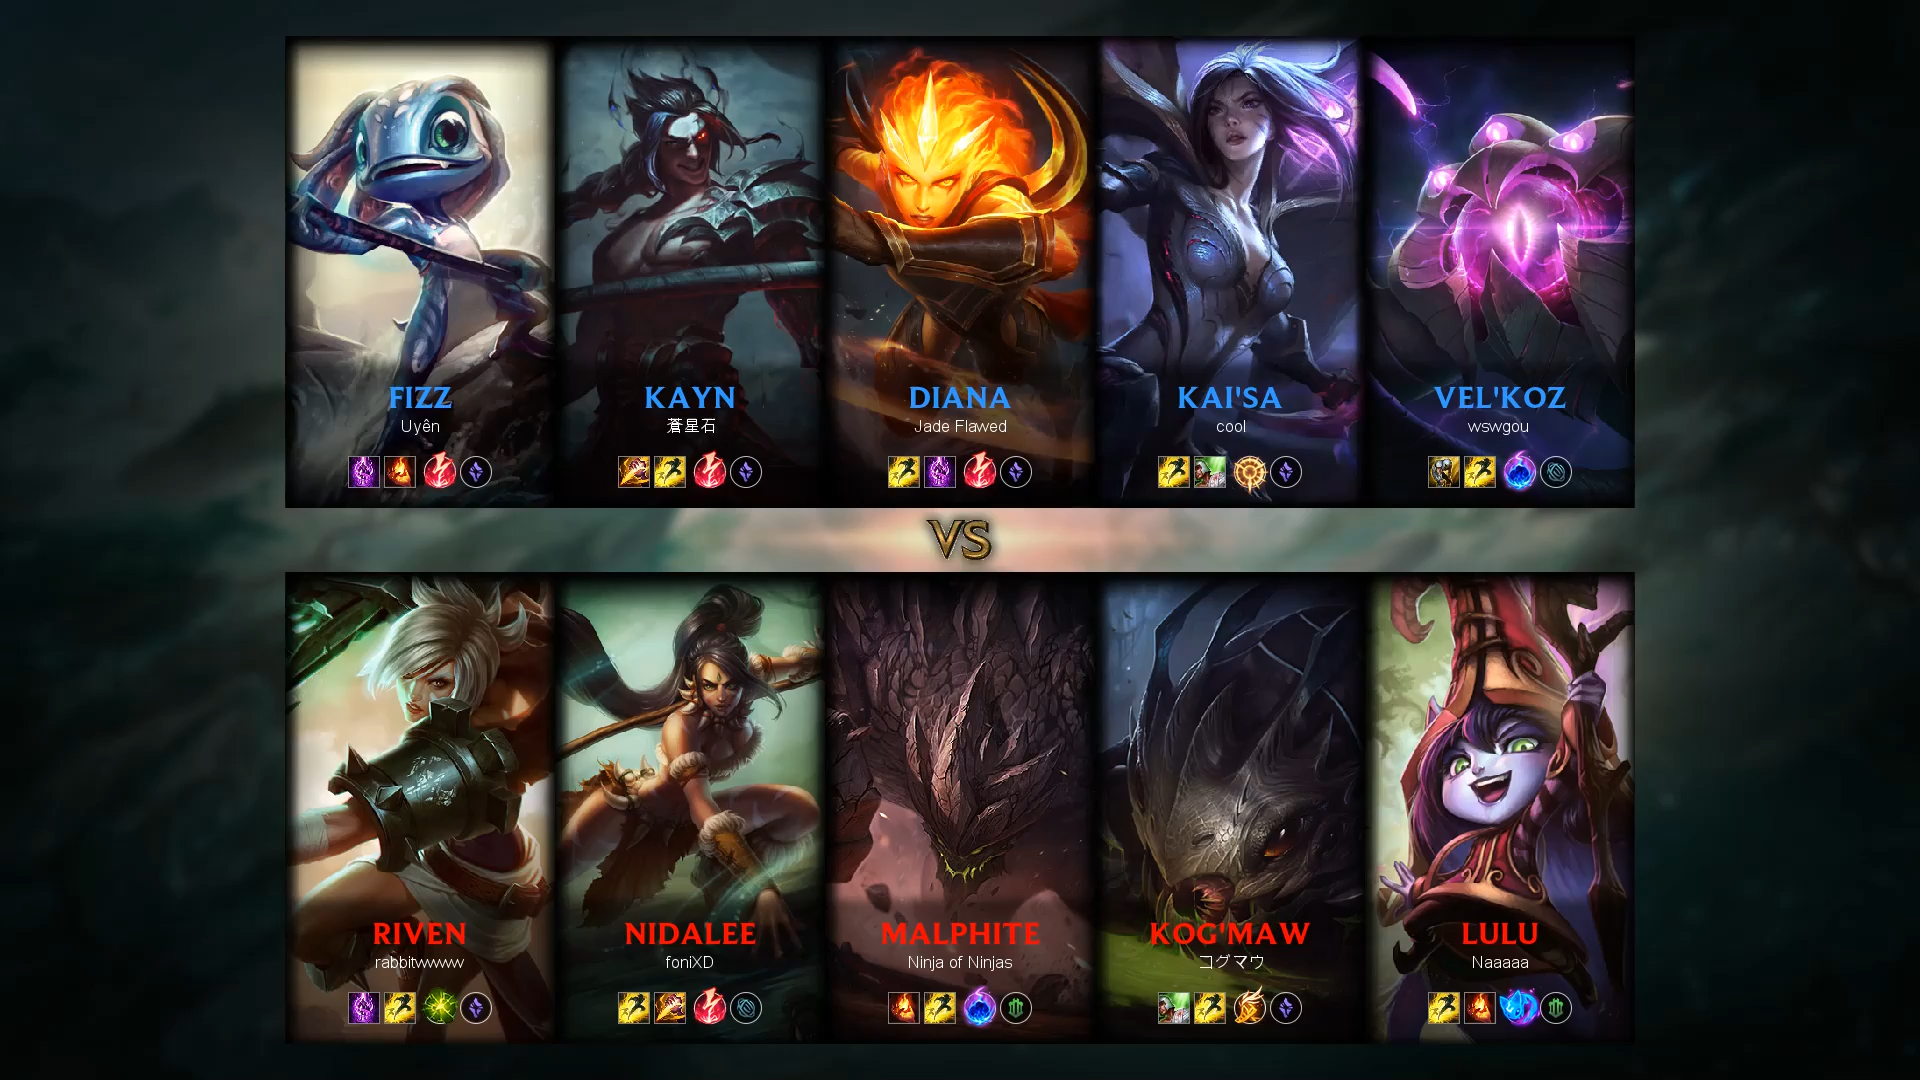 FIZZ
Uyên
KAYN
蒼星石
DIANA
Jade Flawed
KAI'SA
cool
VEL'KOZ
wswgou
VS
RIVEN
rabbitwwww
NIDALEE
foniXD
MALPHITE
Ninja of Ninjas
KOG'MAW
コグマウ
LULU
Naaaaa